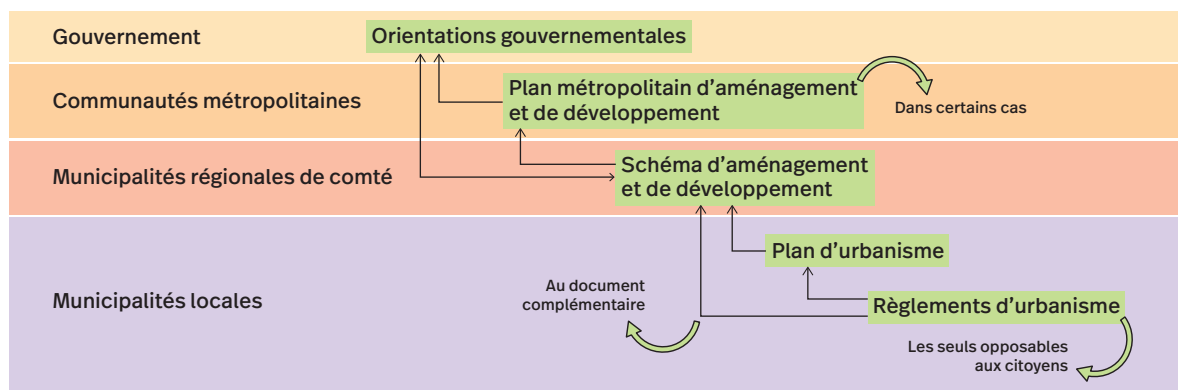 Gouvernement
Orientations gouvernementales
Communautés métropolitaines
Plan métropolitain d'aménagement
et de développement
Dans certains cas
Municipalités régionales de comté
Schéma d'aménagement
et de développement
Municipalités locales
Plan d'urbanisme
Au document
complémentaire
Règlements d'urbanisme
Les seuls opposables
aux citoyens